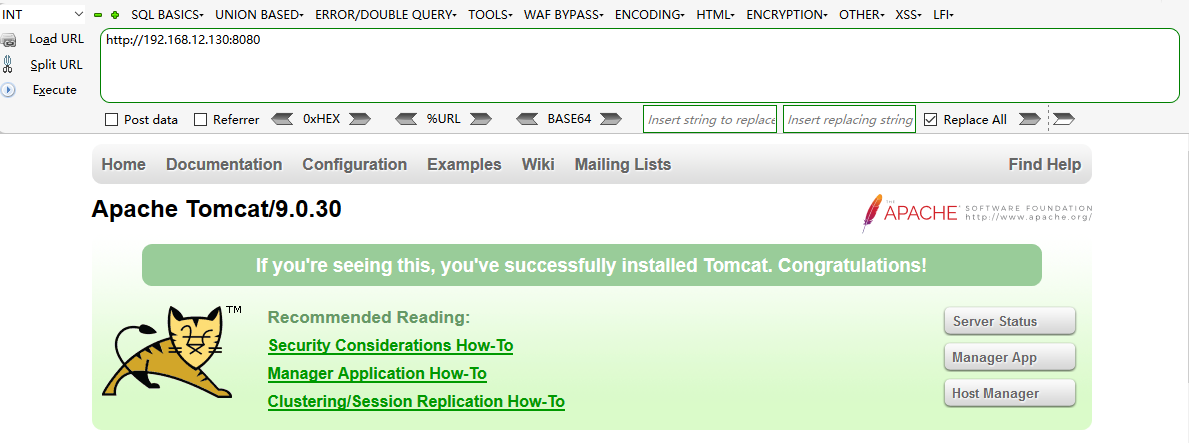 INT SQL BASICS UNION BASED ERROR/DOUBLE QUERY TOOLS WAF BYPASS ENCODING HTML ENCRYPTION OTHER XSS LFI
Load URL http://192.168.12.130:8080
Split URL
Execute
Post data Referrer 0xHEX %URL BASE64 Insert string to replace Insert replacing string Replace All
Home Documentation Configuration Examples Wiki Mailing Lists Find Help
Apache Tomcat/9.0.30
THE APACHE® SOFTWARE FOUNDATION
http://www.apache.org/
If you're seeing this, you've successfully installed Tomcat. Congratulations!
TM
Recommended Reading:
Security Considerations How-To
Manager Application How-To
Clustering/Session Replication How-To
Server Status
Manager App
Host Manager